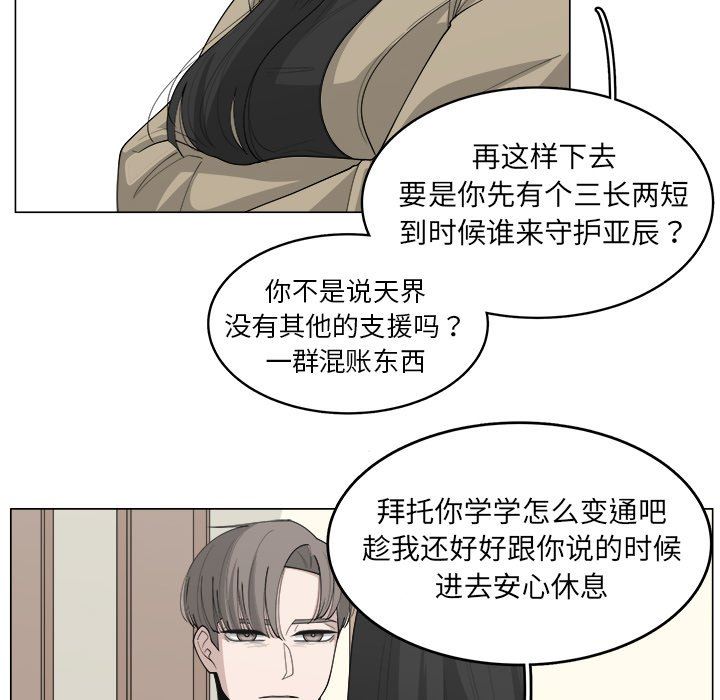 再这样下去
要是你先有个三长两短
到时候谁来守护亚辰？
你不是说天界
没有其他的支援吗？
一群混账东西
拜托你学学怎么变通吧
趁我还好好跟你说的时候
进去安心休息